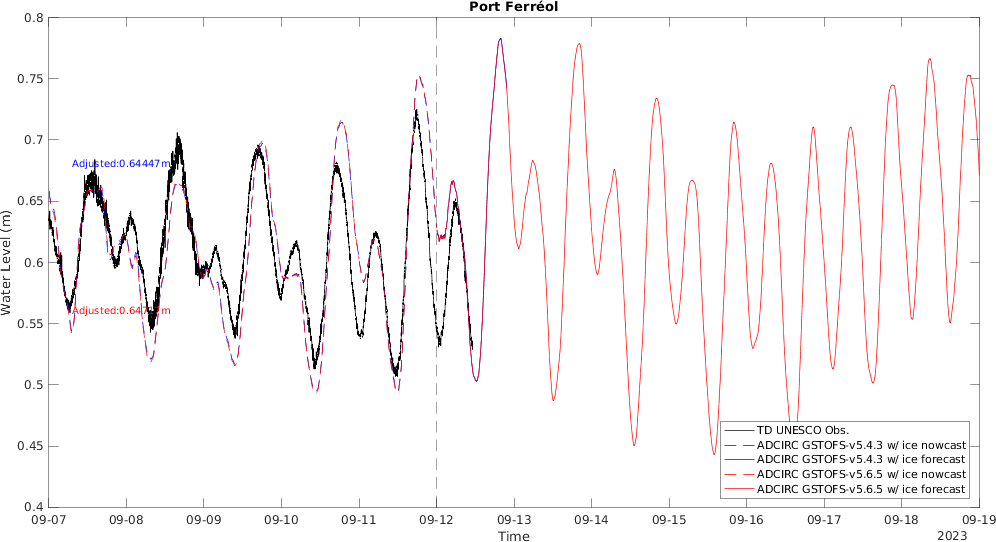 Port Ferréol
0.8
0.75
0.7
0.65
0.6
0.55
0.5
0.45
0.4
Water Level (m)
Adjusted:0.64447m
TD UNESCO Obs.
ADCIRC GSTOFS-v5.4.3 w/ ice nowcast
ADCIRC GSTOFS-v5.4.3 w/ ice forecast
ADCIRC GSTOFS-v5.6.5 w/ ice nowcast
ADCIRC GSTOFS-v5.6.5 w/ ice forecast
09-07 09-08 09-09 09-10 09-11 09-12 09-13 09-14 09-15 09-16 09-17 09-18 09-19
Time
2023